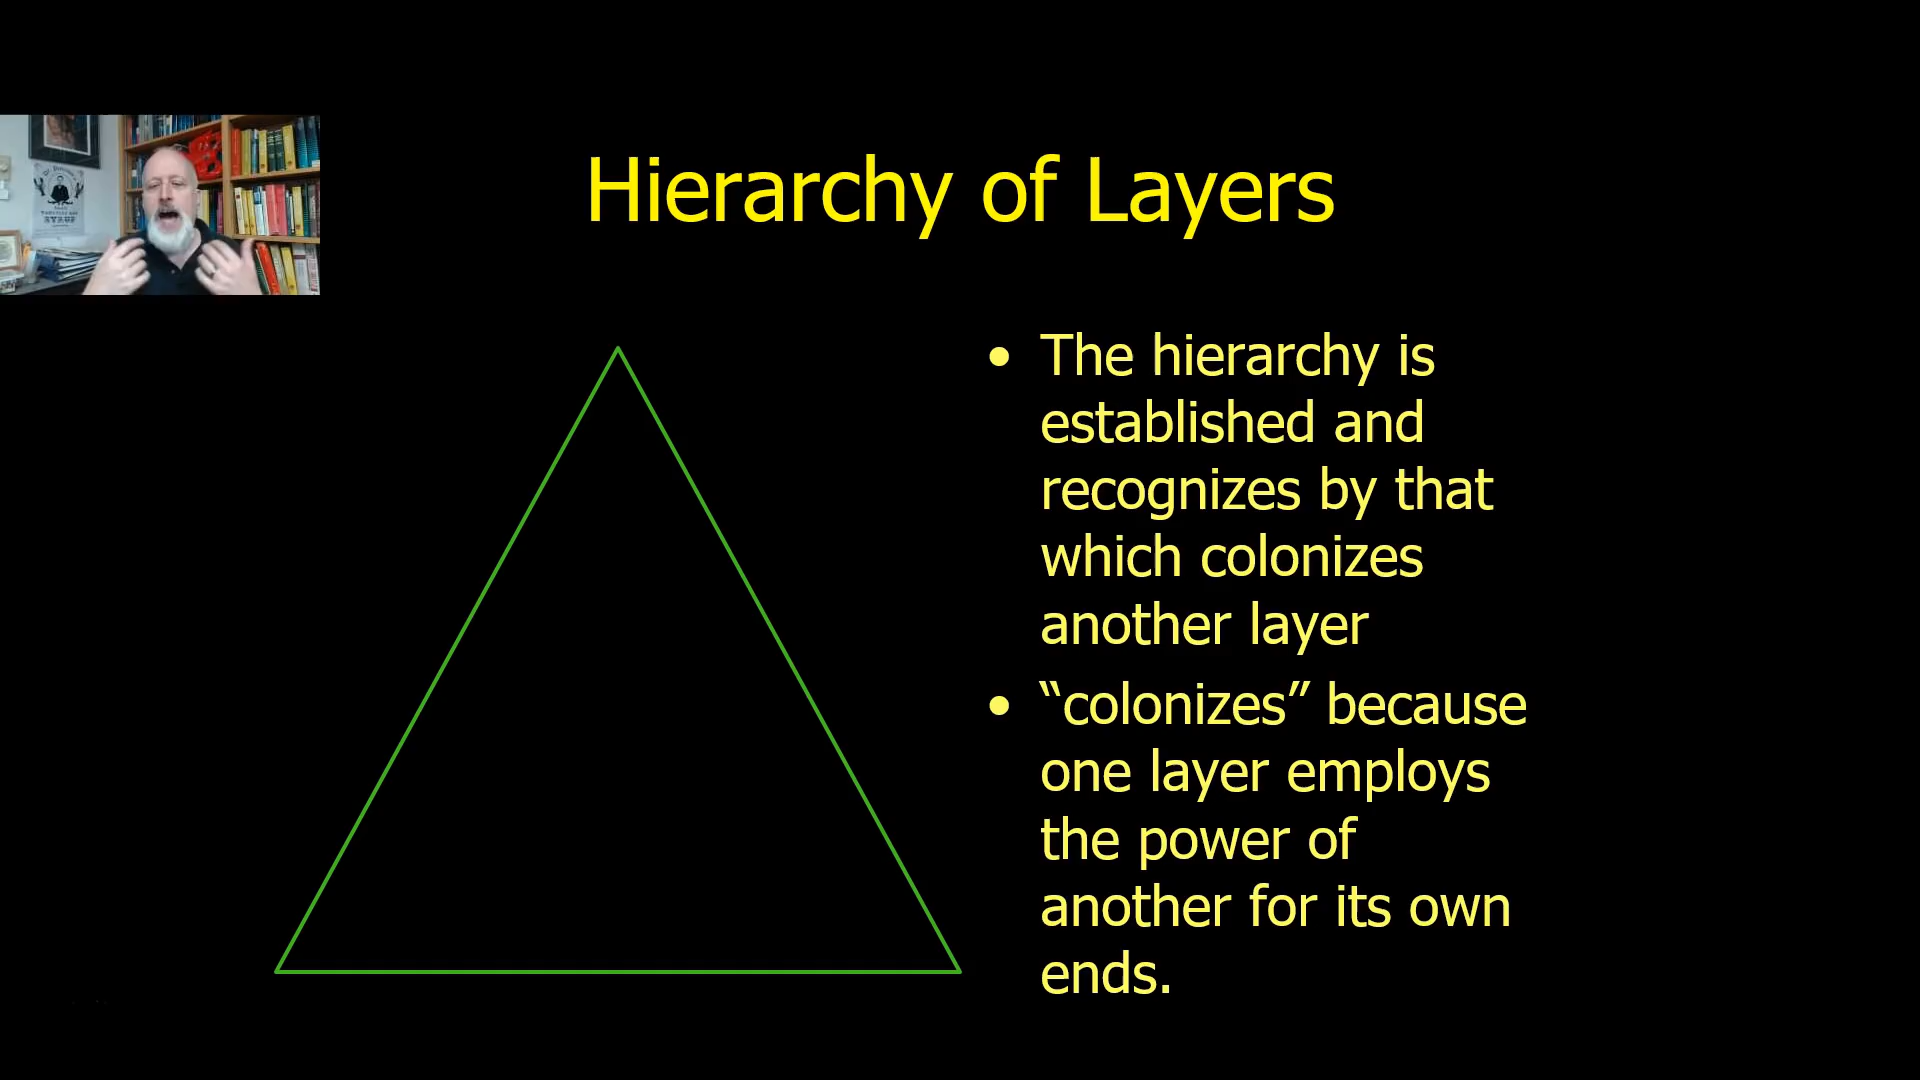 Hierarchy of Layers
• The hierarchy is
established and
recognizes by that
which colonizes
another layer
• “colonizes” because
one layer employs
the power of
another for its own
ends.